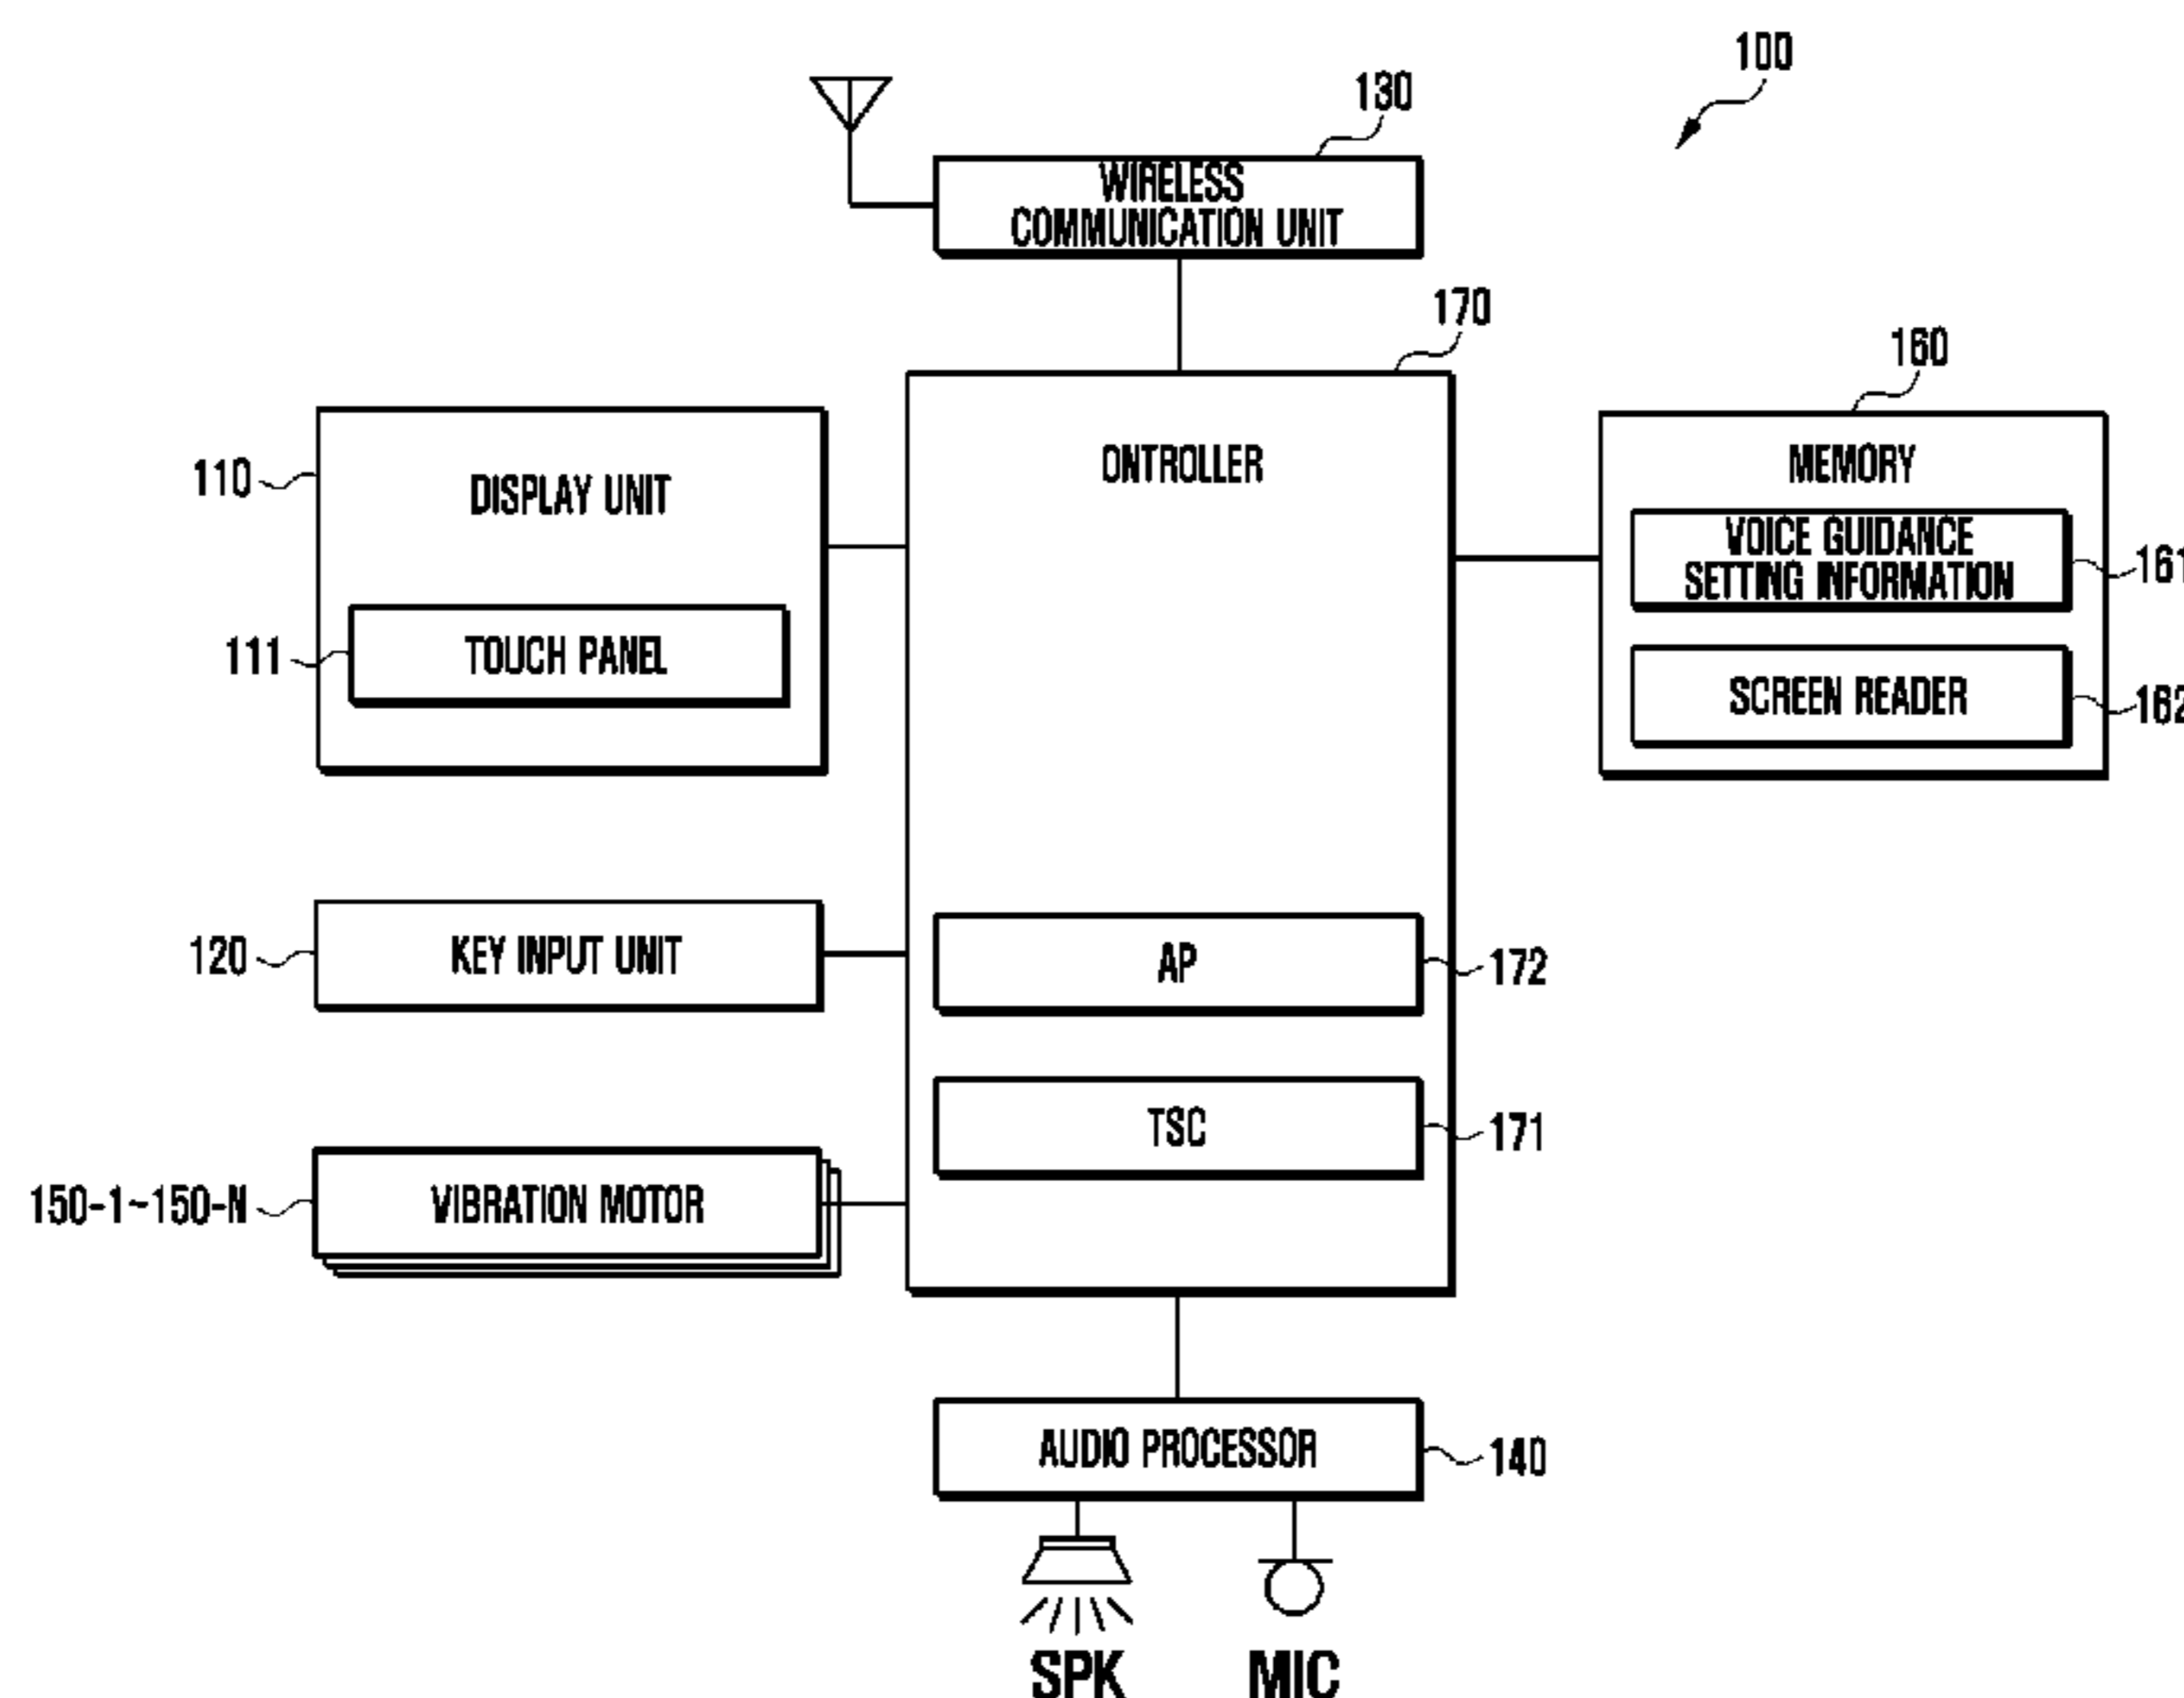 100
130
WIRELESS
COMMUNICATION UNIT
170
160
110
DISPLAY UNIT
ONTROLLER
MEMORY
VOICE GUIDANCE
SETTING INFORMATION
161
111
TOUCH PANEL
SCREEN READER
162
120
KEY INPUT UNIT
AP
172
TSC
171
150-1~150-N
VIBRATION MOTOR
AUDIO PROCESSOR
140
SPK
MIC